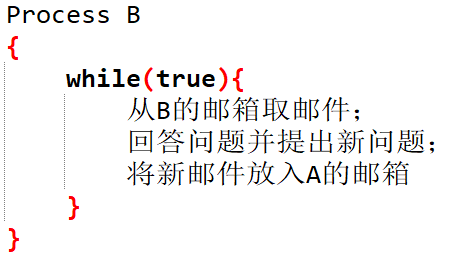 Process B
{
while(true){
从B的邮箱取邮件；
回答问题并提出新问题；
将新邮件放入A的邮箱
}
}